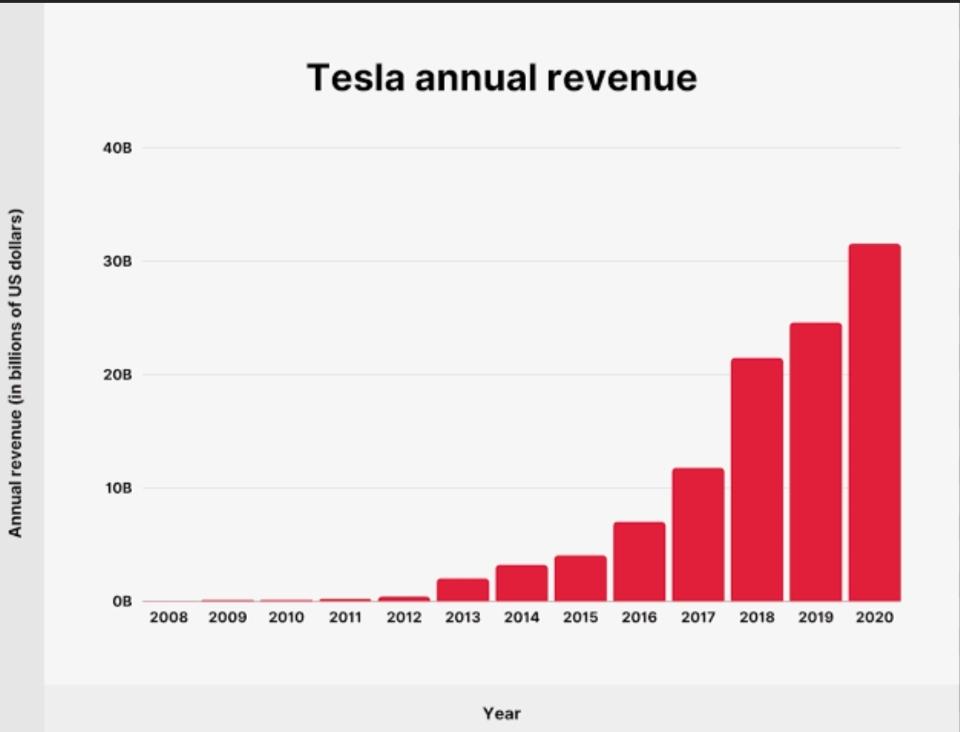 Tesla annual revenue
Annual revenue (in billions of US dollars)
40B
30B
20B
10B
0B
2008 2009 2010 2011 2012 2013 2014 2015 2016 2017 2018 2019 2020
Year